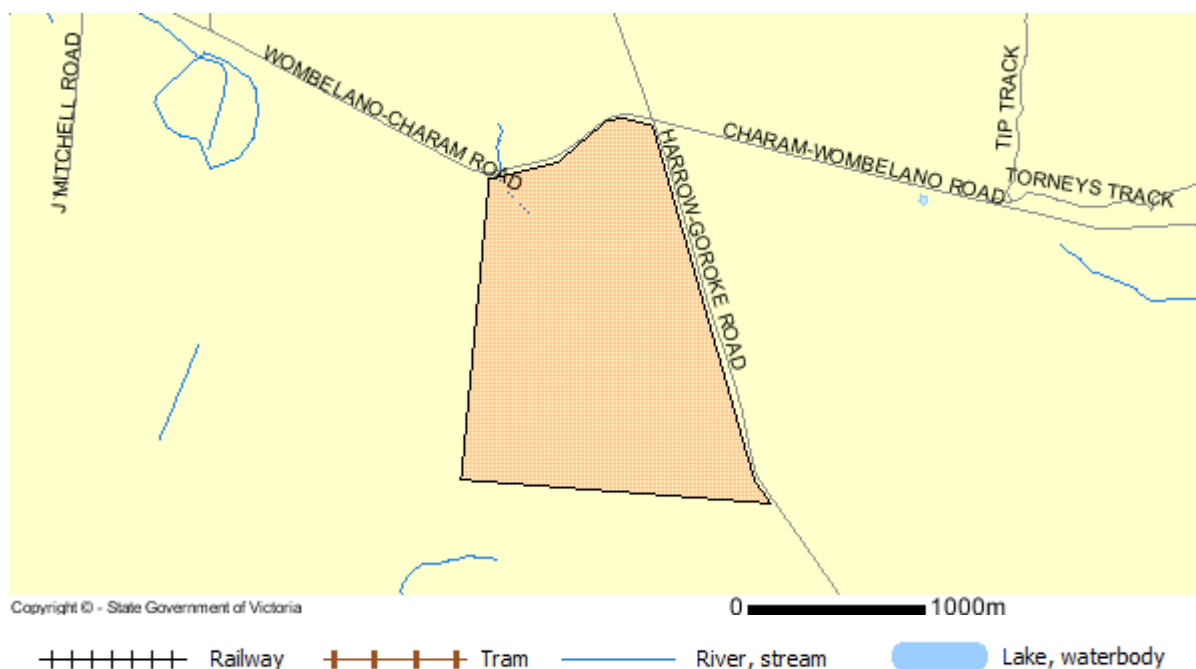 J'MITCHELL ROAD
WOMBELANO-CHARAM ROAD
HARROW-GOROKE ROAD
CHARAM-WOMBELANO ROAD
TIP TRACK
TORNEYS TRACK
Copyright © - State Government of Victoria
0 1000m
Railway Tram River, stream Lake, waterbody